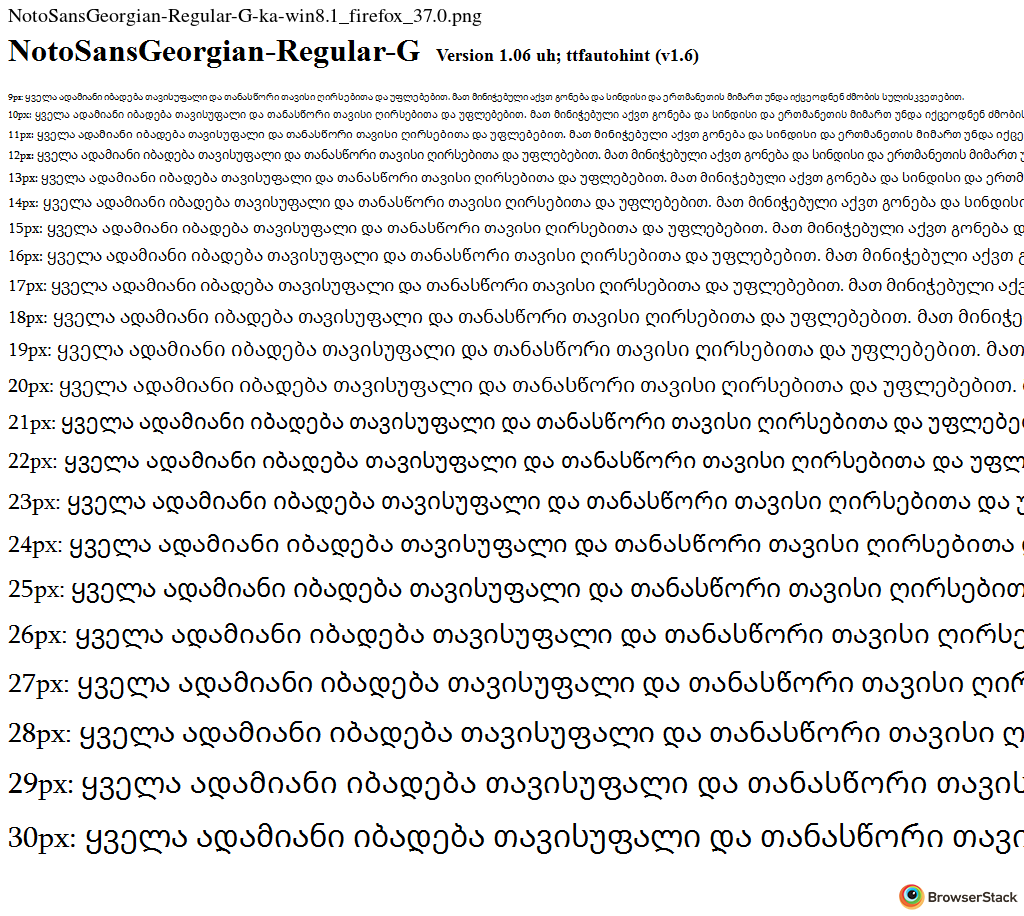 NotoSansGeorgian-Regular-G-ka-win8.1_firefox_37.0.png
NotoSansGeorgian-Regular-G Version 1.06 uh; ttfautohint (v1.6)
9px: ყველა ადამიანი იბადება თავისუფალი და თანასწორი თავისი ღირსებითა და უფლებებით. მათ მინიჭებული აქვთ გონება და სინდისი და ერთმანეთის მიმართ უნდა იქცეოდნენ ძმობის სულისკვეთებით.
10px: ყველა ადამიანი იბადება თავისუფალი და თანასწორი თავისი ღირსებითა და უფლებებით. მათ მინიჭებული აქვთ გონება და სინდისი და ერთმანეთის მიმართ უნდა იქცეოდნენ ძმობის
11px: ყველა ადამიანი იბადება თავისუფალი და თანასწორი თავისი ღირსებითა და უფლებებით. მათ მინიჭებული აქვთ გონება და სინდისი და ერთმანეთის მიმართ უნდა იქცე
12px: ყველა ადამიანი იბადება თავისუფალი და თანასწორი თავისი ღირსებითა და უფლებებით. მათ მინიჭებული აქვთ გონება და სინდისი და ერთმანეთის მიმართ
13px: ყველა ადამიანი იბადება თავისუფალი და თანასწორი თავისი ღირსებითა და უფლებებით. მათ მინიჭებული აქვთ გონება და სინდისი და ერთმ
14px: ყველა ადამიანი იბადება თავისუფალი და თანასწორი თავისი ღირსებითა და უფლებებით. მათ მინიჭებული აქვთ გონება და სინდისი
15px: ყველა ადამიანი იბადება თავისუფალი და თანასწორი თავისი ღირსებითა და უფლებებით. მათ მინიჭებული აქვთ გონება დ
16px: ყველა ადამიანი იბადება თავისუფალი და თანასწორი თავისი ღირსებითა და უფლებებით. მათ მინიჭებული აქვთ გ
17px: ყველა ადამიანი იბადება თავისუფალი და თანასწორი თავისი ღირსებითა და უფლებებით. მათ მინიჭებული აქვ
18px: ყველა ადამიანი იბადება თავისუფალი და თანასწორი თავისი ღირსებითა და უფლებებით. მათ მინიჭე
19px: ყველა ადამიანი იბადება თავისუფალი და თანასწორი თავისი ღირსებითა და უფლებებით. მათ
20px: ყველა ადამიანი იბადება თავისუფალი და თანასწორი თავისი ღირსებითა და უფლებებით.
21px: ყველა ადამიანი იბადება თავისუფალი და თანასწორი თავისი ღირსებითა და უფლებე
22px: ყველა ადამიანი იბადება თავისუფალი და თანასწორი თავისი ღირსებითა და უფლ
23px: ყველა ადამიანი იბადება თავისუფალი და თანასწორი თავისი ღირსებითა და
24px: ყველა ადამიანი იბადება თავისუფალი და თანასწორი თავისი ღირსებითა
25px: ყველა ადამიანი იბადება თავისუფალი და თანასწორი თავისი ღირსებით
26px: ყველა ადამიანი იბადება თავისუფალი და თანასწორი თავისი ღირსე
27px: ყველა ადამიანი იბადება თავისუფალი და თანასწორი თავისი ღირ
28px: ყველა ადამიანი იბადება თავისუფალი და თანასწორი თავისი ღ
29px: ყველა ადამიანი იბადება თავისუფალი და თანასწორი თავის
30px: ყველა ადამიანი იბადება თავისუფალი და თანასწორი თავი
BrowserStack